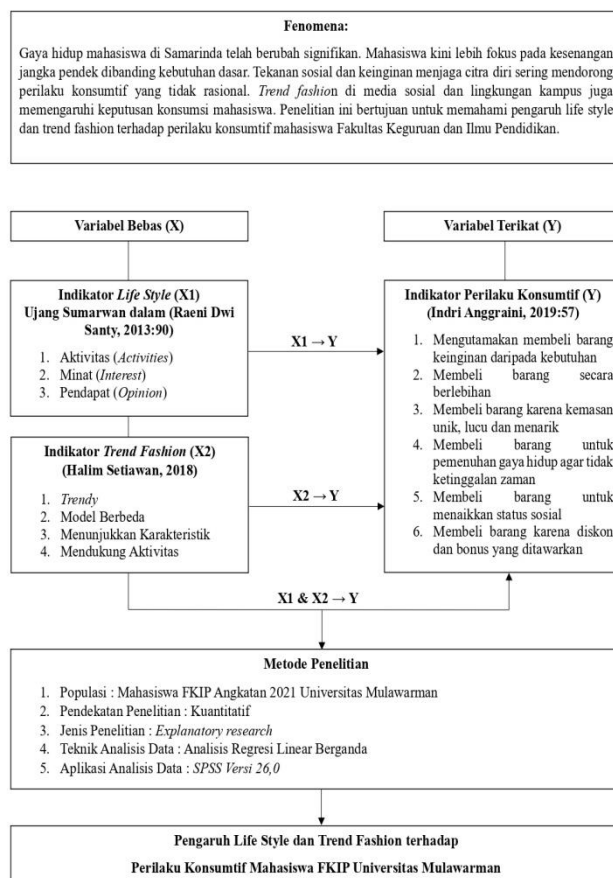 Fenomena:
Gaya hidup mahasiswa di Samarinda telah berubah signifikan. Mahasiswa kini lebih fokus pada kesenangan
jangka pendek dibanding kebutuhan dasar. Tekanan sosial dan keinginan menjaga citra diri sering mendorong
perilaku konsumtif yang tidak rasional. Trend fashion di media sosial dan lingkungan kampus juga
memengaruhi keputusan konsumsi mahasiswa. Penelitian ini bertujuan untuk memahami pengaruh life style
dan trend fashion terhadap perilaku konsumtif mahasiswa Fakultas Keguruan dan Ilmu Pendidikan.
Variabel Bebas (X)
Indikator Life Style (X1)
Ujang Sumarwan dalam (Raeni Dwi
Santy, 2013:90)
1. Aktivitas (Activities)
2. Minat (Interest)
3. Pendapat (Opinion)
Indikator Trend Fashion (X2)
(Halim Setiawan, 2018)
1. Trendy
2. Model Berbeda
3. Menunjukkan Karakteristik
4. Mendukung Aktivitas
X1 → Y
X2 → Y
X1 & X2 → Y
Variabel Terikat (Y)
Indikator Perilaku Konsumtif (Y)
(Indri Anggraini, 2019:57)
1. Mengutamakan membeli barang
keinginan daripada kebutuhan
2. Membeli barang secara
berlebihan
3. Membeli barang karena kemasan
unik, lucu dan menarik
4. Membeli barang untuk
pemenuhan gaya hidup agar tidak
ketinggalan zaman
5. Membeli barang untuk
menaikkan status sosial
6. Membeli barang karena diskon
dan bonus yang ditawarkan
Metode Penelitian
1. Populasi : Mahasiswa FKIP Angkatan 2021 Universitas Mulawarman
2. Pendekatan Penelitian : Kuantitatif
3. Jenis Penelitian : Explanatory research
4. Teknik Analisis Data : Analisis Regresi Linear Berganda
5. Aplikasi Analisis Data : SPSS Versi 26,0
Pengaruh Life Style dan Trend Fashion terhadap
Perilaku Konsumtif Mahasiswa FKIP Universitas Mulawarman